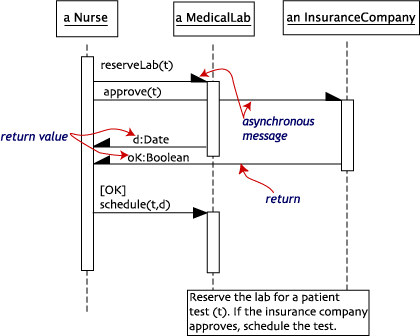 a Nurse
a MedicalLab
an InsuranceCompany
reserveLab(t)
approve(t)
asynchronous
message
return value
d:Date
oK:Boolean
return
[OK]
schedule(t,d)
Reserve the lab for a patient
test (t). If the insurance company
approves, schedule the test.